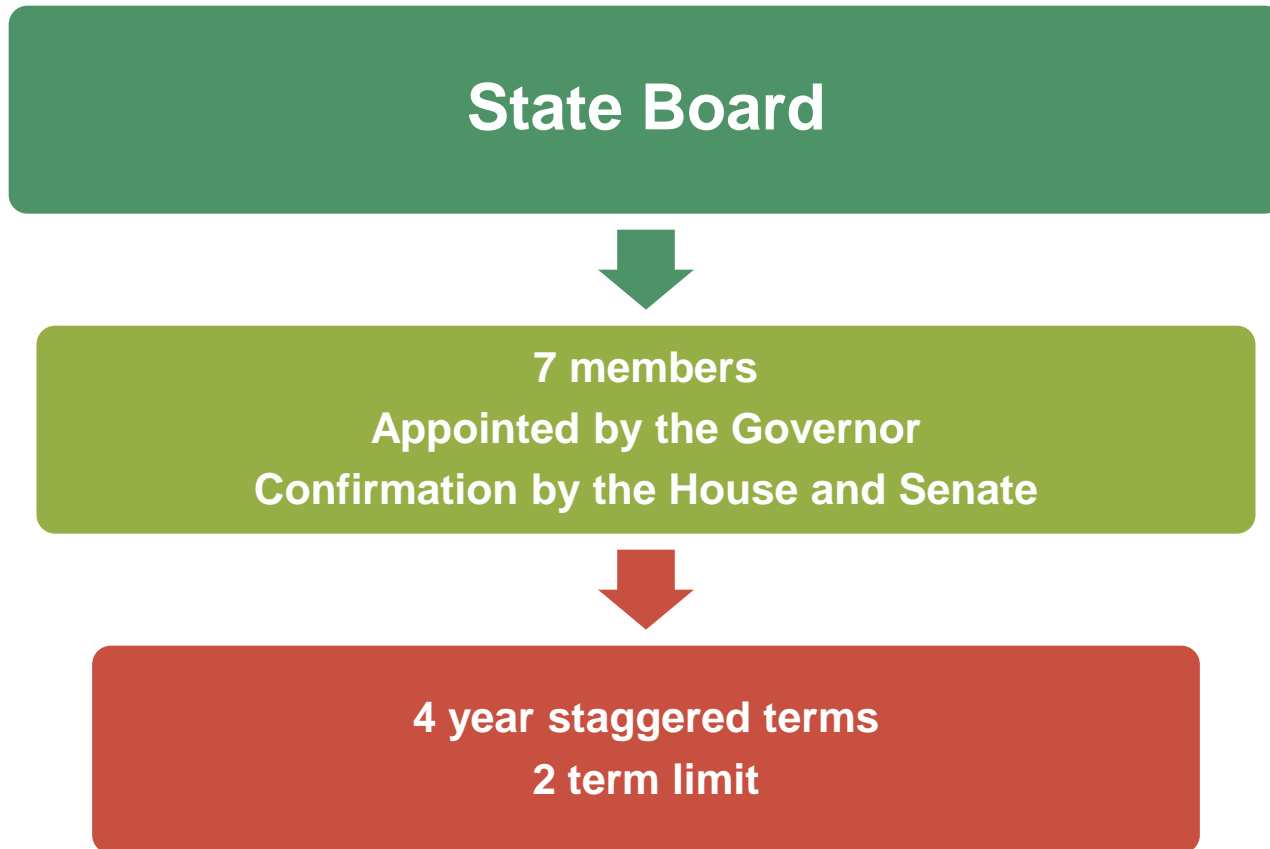 State Board
7 members
Appointed by the Governor
Confirmation by the House and Senate
4 year staggered terms
2 term limit